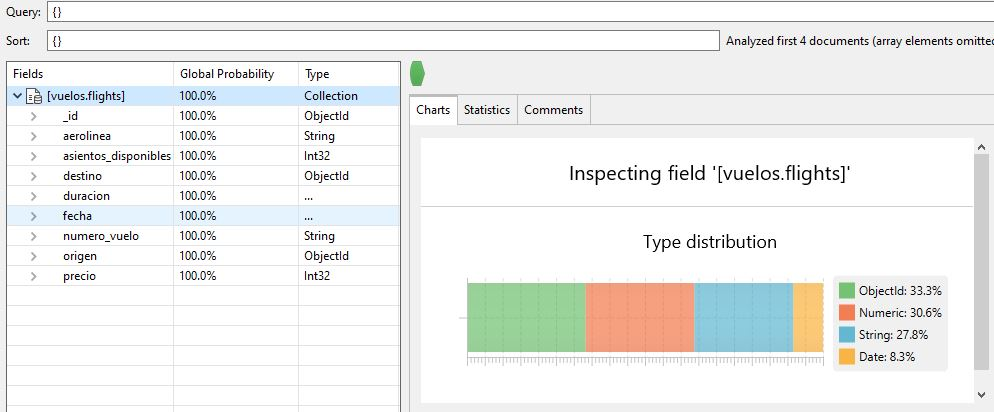 Query: {}
Sort: {} Analyzed first 4 documents (array elements omitted
Fields Global Probability Type
[vuelos.flights] 100.0% Collection
_id 100.0% ObjectId
aerolinea 100.0% String
asientos_disponibles 100.0% Int32
destino 100.0% ObjectId
duracion 100.0% ...
fecha 100.0% ...
numero_vuelo 100.0% String
origen 100.0% ObjectId
precio 100.0% Int32
Charts Statistics Comments
Inspecting field '[vuelos.flights]'
Type distribution
ObjectId: 33.3%
Numeric: 30.6%
String: 27.8%
Date: 8.3%